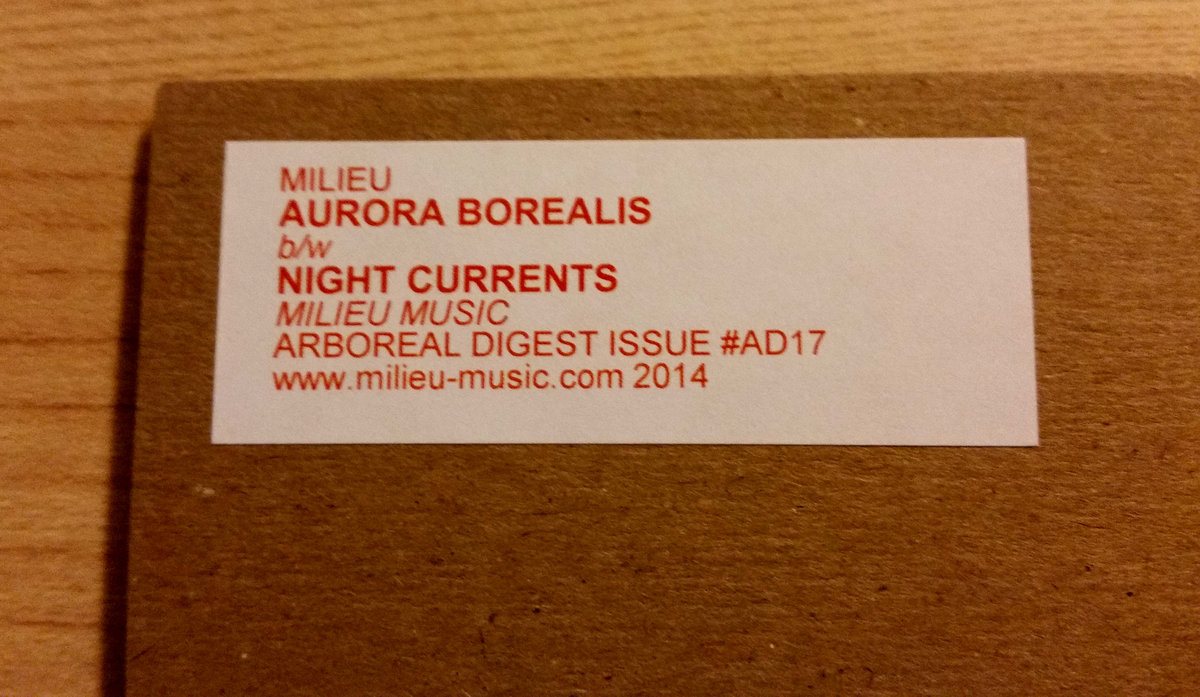 MILIEU
AURORA BOREALIS
b/w
NIGHT CURRENTS
MILIEU MUSIC
ARBOREAL DIGEST ISSUE #AD17
www.milieu-music.com 2014